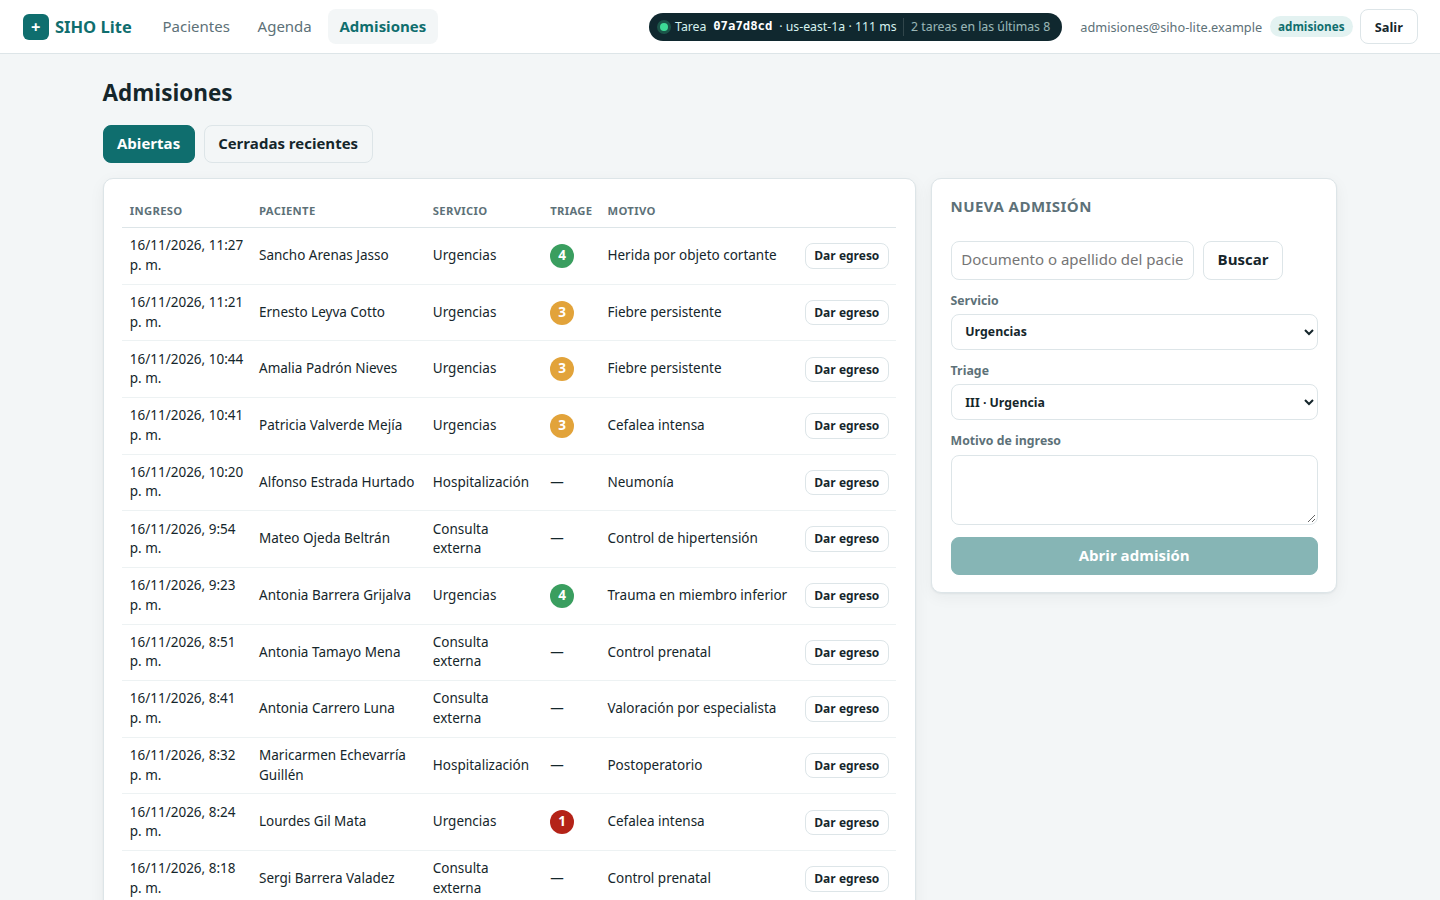 + SIHO Lite Pacientes Agenda Admisiones Tarea 07a7d8cd · us-east-1a · 111 ms 2 tareas en las últimas 8 admisiones@siho-lite.example admisiones Salir
Admisiones
Abiertas Cerradas recientes
INGRESO PACIENTE SERVICIO TRIAGE MOTIVO
16/11/2026, 11:27 p. m. Sancho Arenas Jasso Urgencias 4 Herida por objeto cortante Dar egreso
16/11/2026, 11:21 p. m. Ernesto Leyva Cotto Urgencias 3 Fiebre persistente Dar egreso
16/11/2026, 10:44 p. m. Amalia Padrón Nieves Urgencias 3 Fiebre persistente Dar egreso
16/11/2026, 10:41 p. m. Patricia Valverde Mejía Urgencias 3 Cefalea intensa Dar egreso
16/11/2026, 10:20 p. m. Alfonso Estrada Hurtado Hospitalización — Neumonía Dar egreso
16/11/2026, 9:54 p. m. Mateo Ojeda Beltrán Consulta externa — Control de hipertensión Dar egreso
16/11/2026, 9:23 p. m. Antonia Barrera Grijalva Urgencias 4 Trauma en miembro inferior Dar egreso
16/11/2026, 8:51 p. m. Antonia Tamayo Mena Consulta externa — Control prenatal Dar egreso
16/11/2026, 8:41 p. m. Antonia Carrero Luna Consulta externa — Valoración por especialista Dar egreso
16/11/2026, 8:32 p. m. Maricarmen Echevarría Guillén Hospitalización — Postoperatorio Dar egreso
16/11/2026, 8:24 p. m. Lourdes Gil Mata Urgencias 1 Cefalea intensa Dar egreso
16/11/2026, 8:18 p. m. Sergi Barrera Valadez Consulta externa — Control prenatal Dar egreso
NUEVA ADMISIÓN
Documento o apellido del pacie Buscar
Servicio
Urgencias
Triage
III · Urgencia
Motivo de ingreso
Abrir admisión